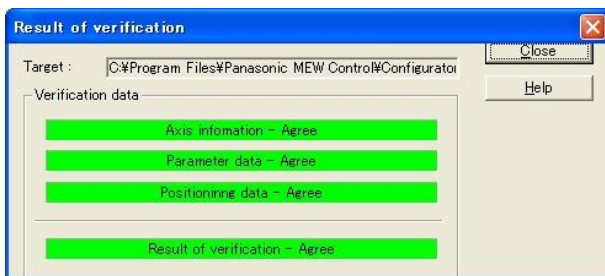 Result of verification
Close
Target : C:¥Program Files¥Panasonic MEW Control¥Configurator
Help
Verification data
Axis infomation - Agree
Parameter data - Agree
Positioninng data - Agree
Result of verification - Agree